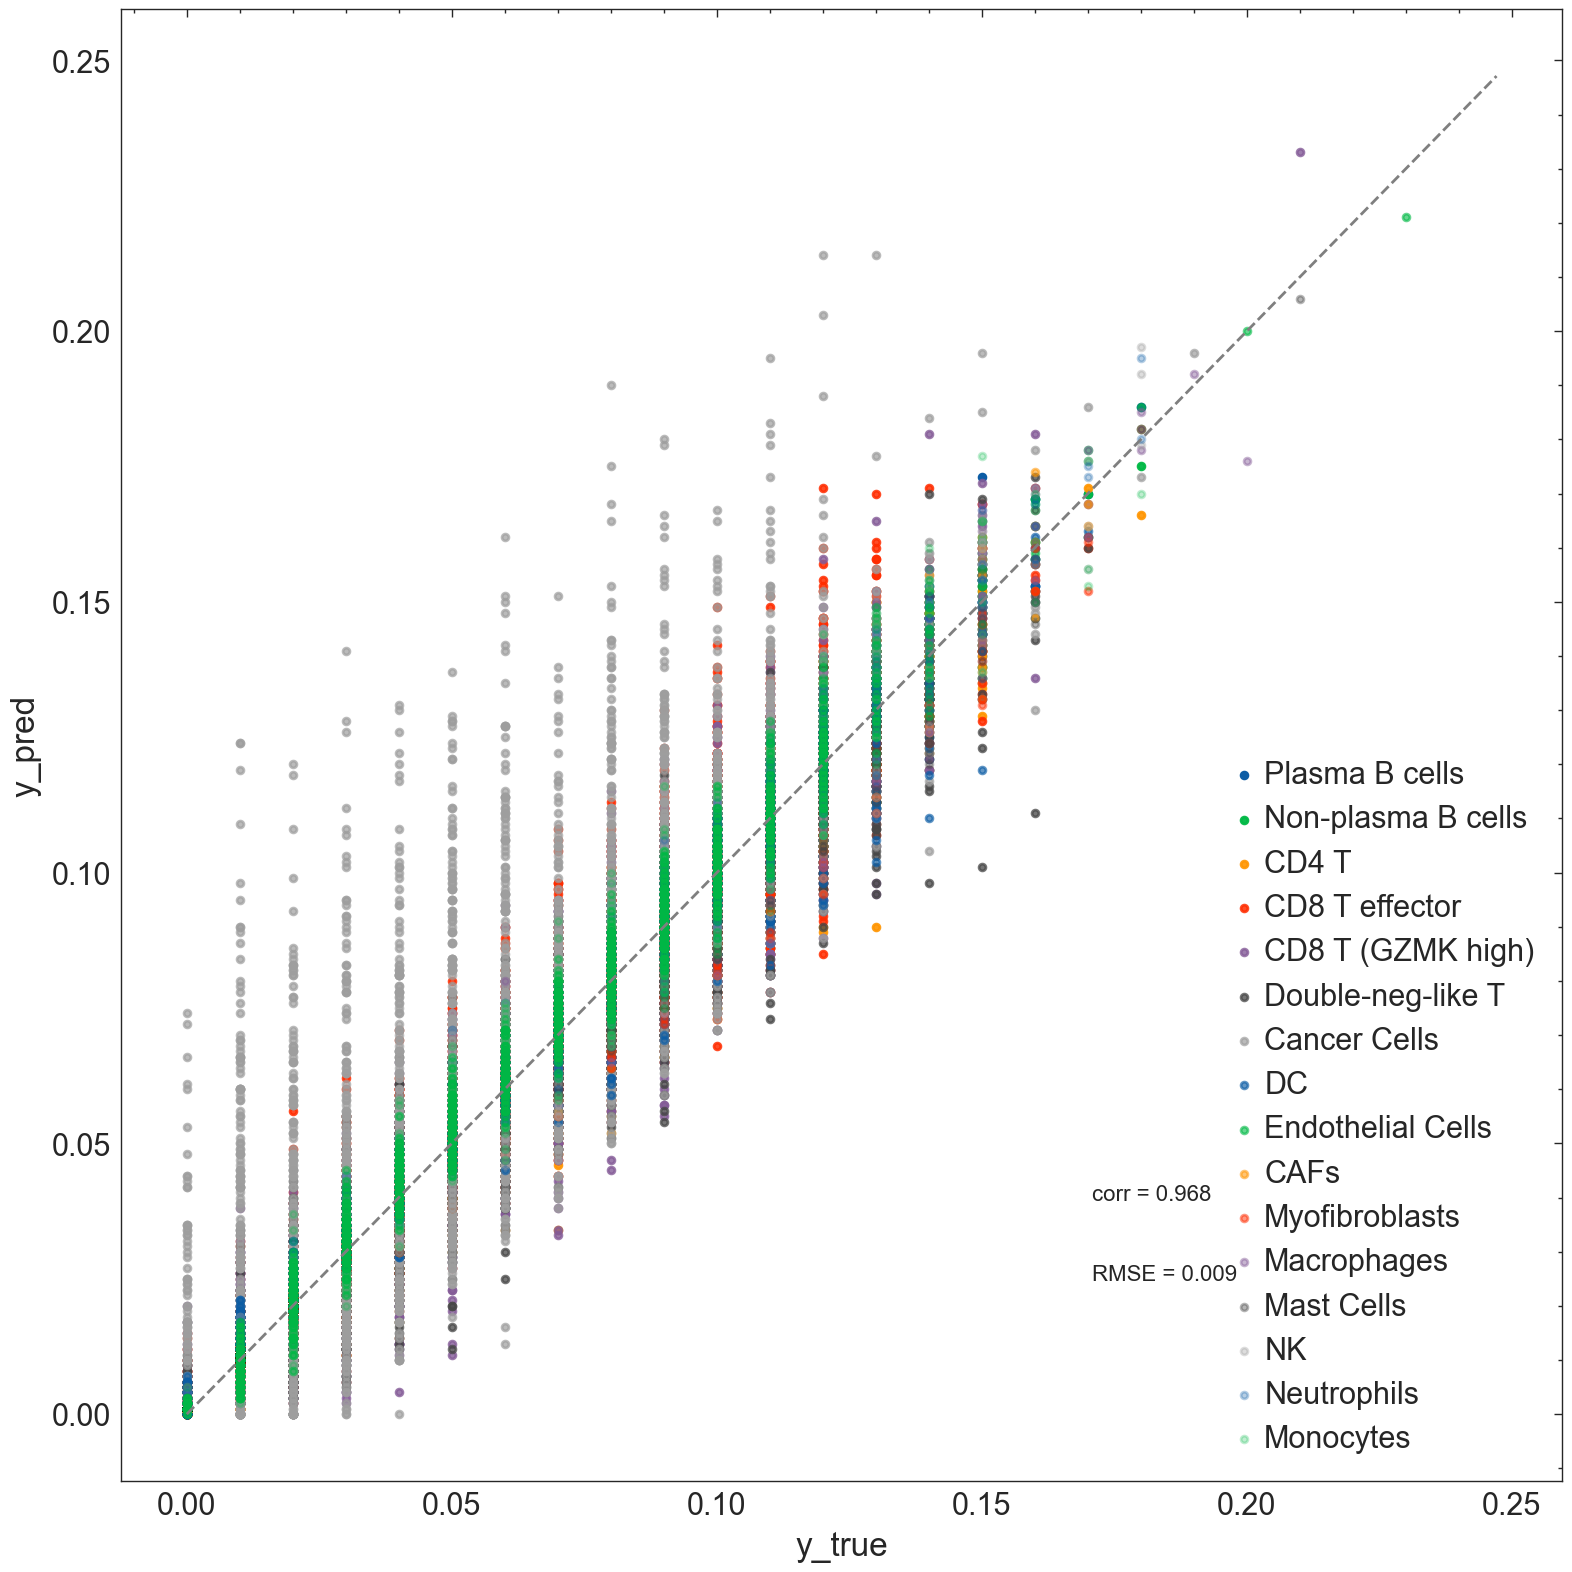 0.25
0.20
0.15
0.10
0.05
0.00
y_pred
Plasma B cells
Non-plasma B cells
CD4 T
CD8 T effector
CD8 T (GZMK high)
Double-neg-like T
Cancer Cells
DC
Endothelial Cells
CAFs
Myofibroblasts
Macrophages
Mast Cells
NK
Neutrophils
Monocytes
corr = 0.968
RMSE = 0.009
0.00 0.05 0.10 0.15 0.20 0.25
y_true